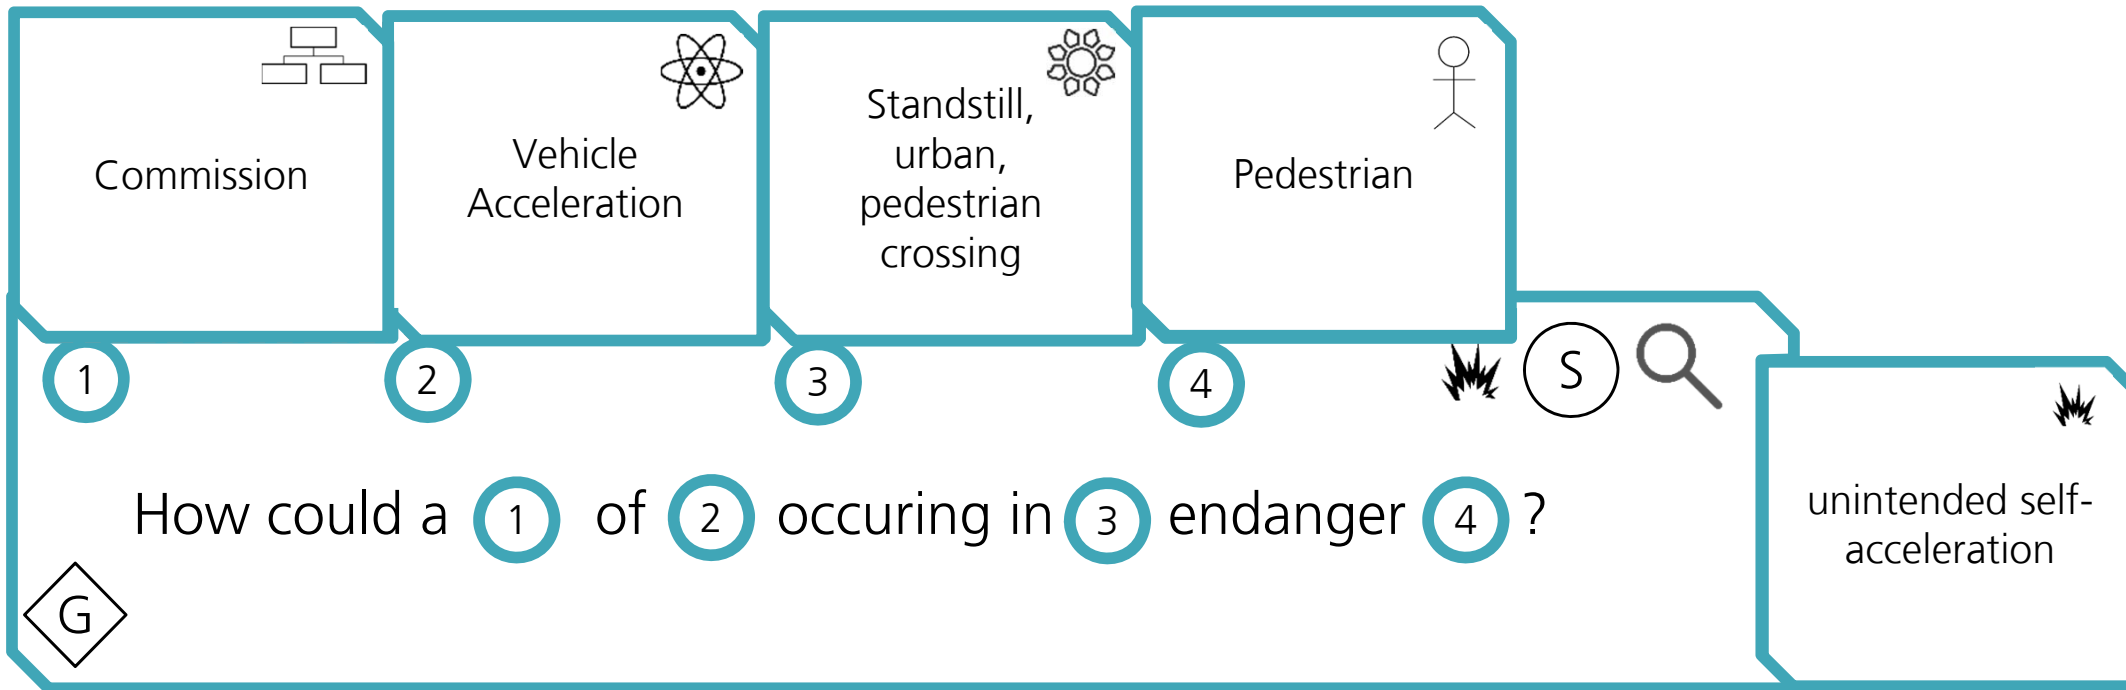 Commission
Vehicle
Acceleration
Standstill,
urban,
pedestrian
crossing
Pedestrian
1
2
3
4
S
How could a 1 of 2 occuring in 3 endanger 4 ?
unintended self-
acceleration
G